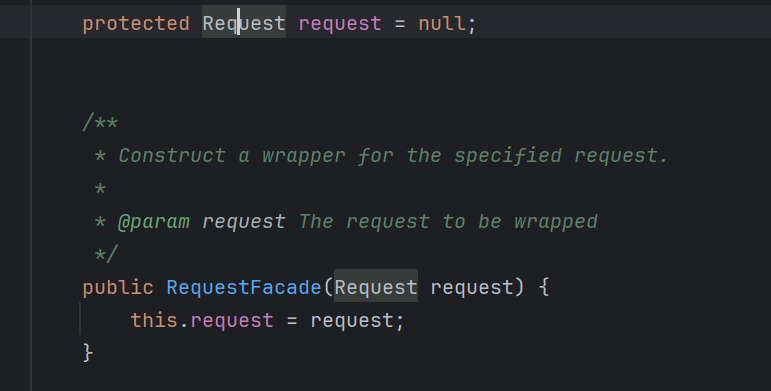 protected Request request = null;
/**
* Construct a wrapper for the specified request.
*
* @param request The request to be wrapped
*/
public RequestFacade(Request request) {
this.request = request;
}